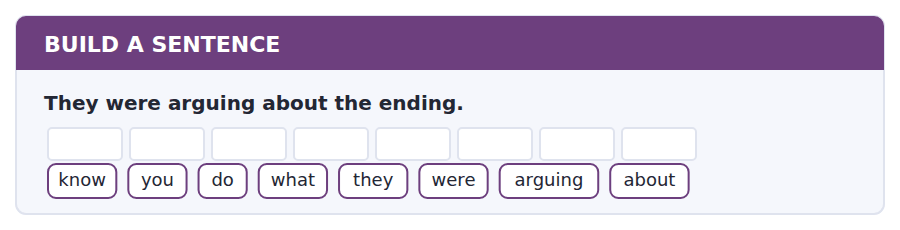 BUILD A SENTENCE
They were arguing about the ending.
know you do what they were arguing about